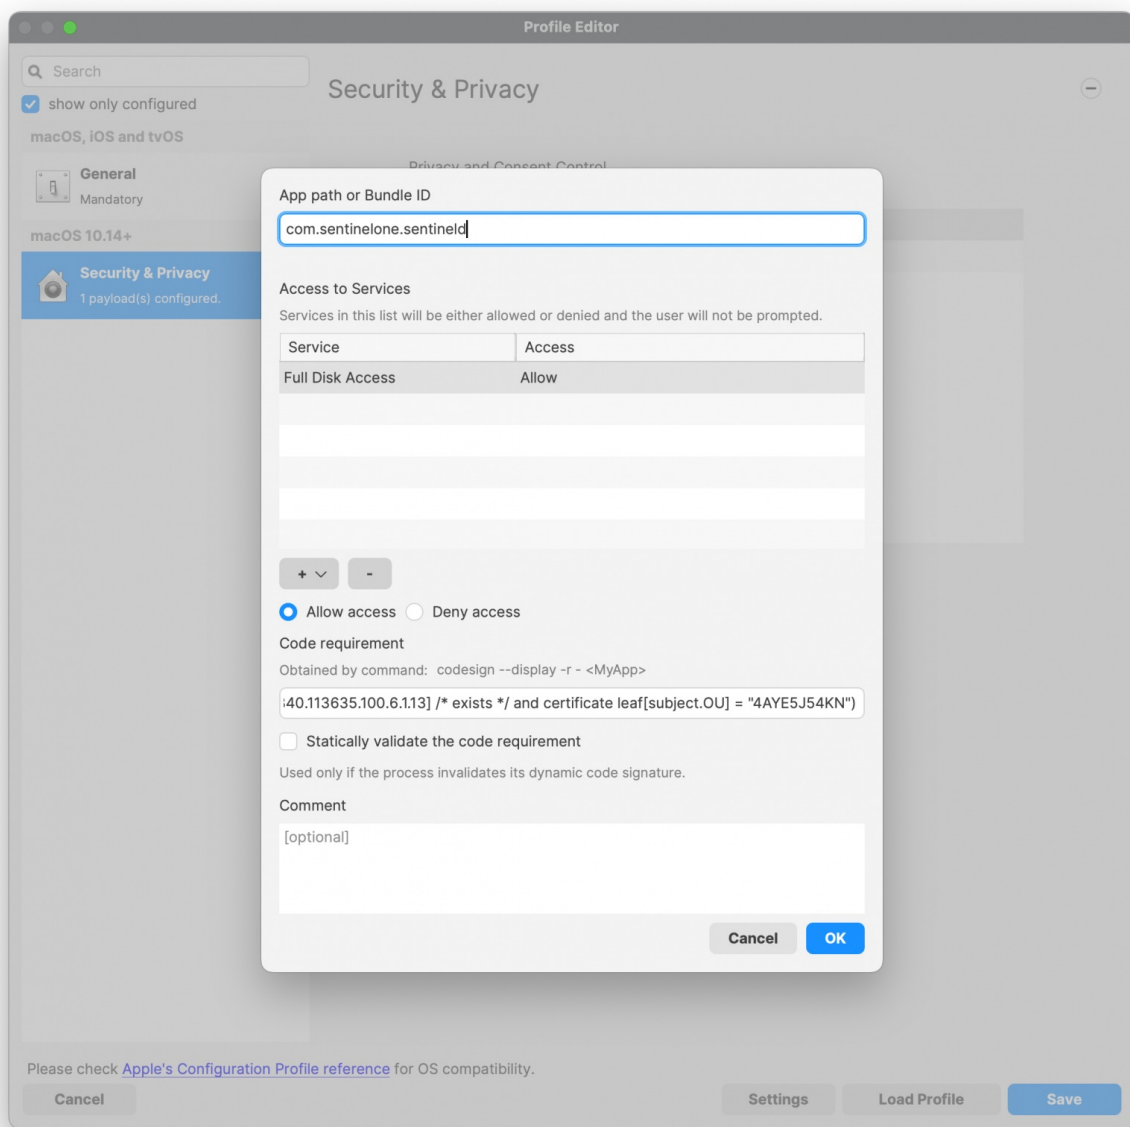 Profile Editor
Search
show only configured
macOS, iOS and tvOS
General
Mandatory
macOS 10.14+
Security & Privacy
1 payload(s) configured.
Security & Privacy
Privacy and Consent Control
App path or Bundle ID
com.sentinelone.sentineld
Access to Services
Services in this list will be either allowed or denied and the user will not be prompted.
Service Access
Full Disk Access Allow
+ -
Allow access Deny access
Code requirement
Obtained by command: codesign --display -r - <MyApp>
40.113635.100.6.1.13] /* exists */ and certificate leaf[subject.OU] = "4AYE5J54KN")
Statically validate the code requirement
Used only if the process invalidates its dynamic code signature.
Comment
[optional]
Cancel OK
Please check Apple's Configuration Profile reference for OS compatibility.
Cancel Settings Load Profile Save